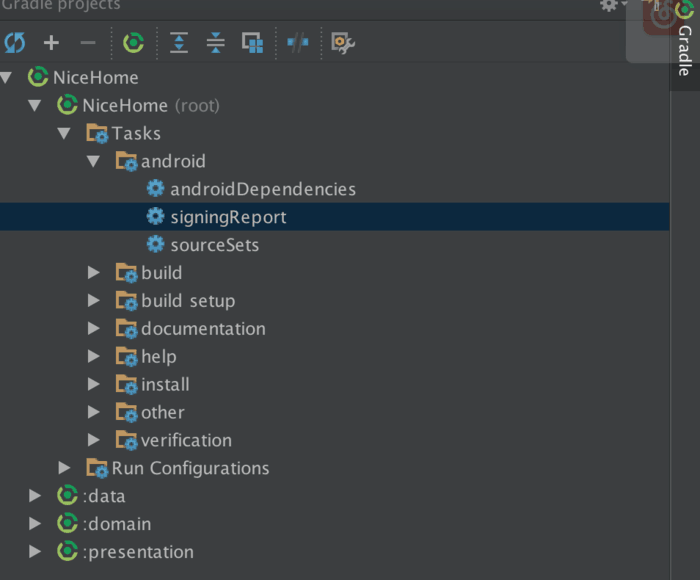 Gradle projects
Gradle
NiceHome
NiceHome (root)
Tasks
android
androidDependencies
signingReport
sourceSets
build
build setup
documentation
help
install
other
verification
Run Configurations
:data
:domain
:presentation